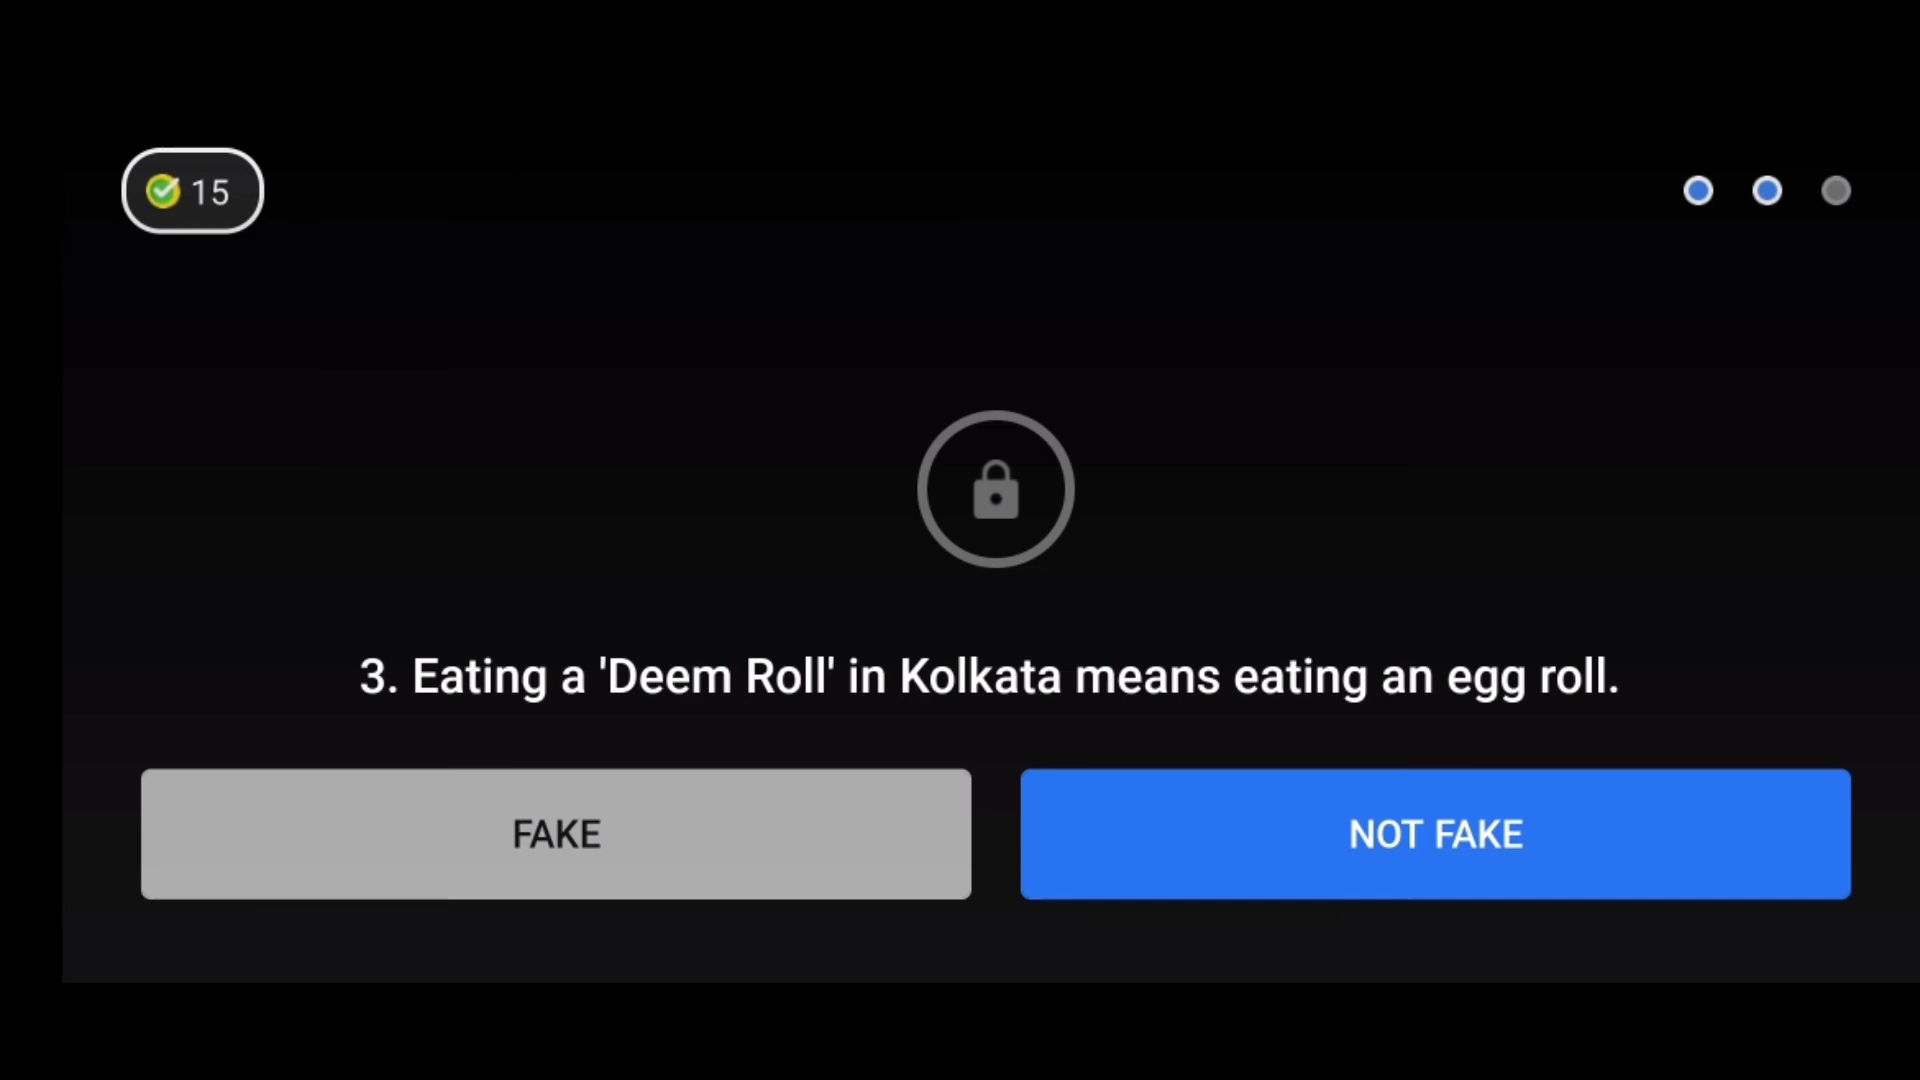 15
3. Eating a 'Deem Roll' in Kolkata means eating an egg roll.
FAKE
NOT FAKE